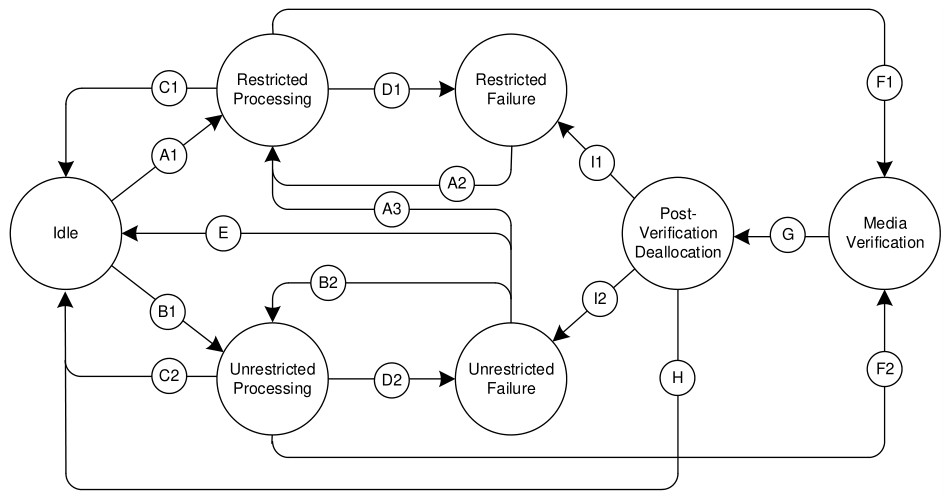 Restricted
Processing
Restricted
Failure
C1
D1
F1
A1
I1
A2
A3
Idle
E
Post-
Verification
Deallocation
G
Media
Verification
B2
B1
I2
C2
Unrestricted
Processing
D2
Unrestricted
Failure
H
F2